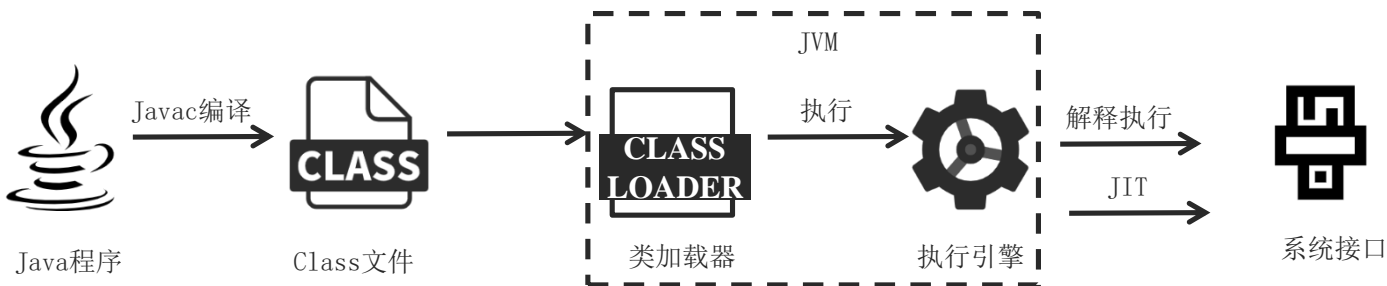 JVM
Javac编译
执行
解释执行
CLASS
CLASS
LOADER
JIT
Java程序
Class文件
类加载器
执行引擎
系统接口